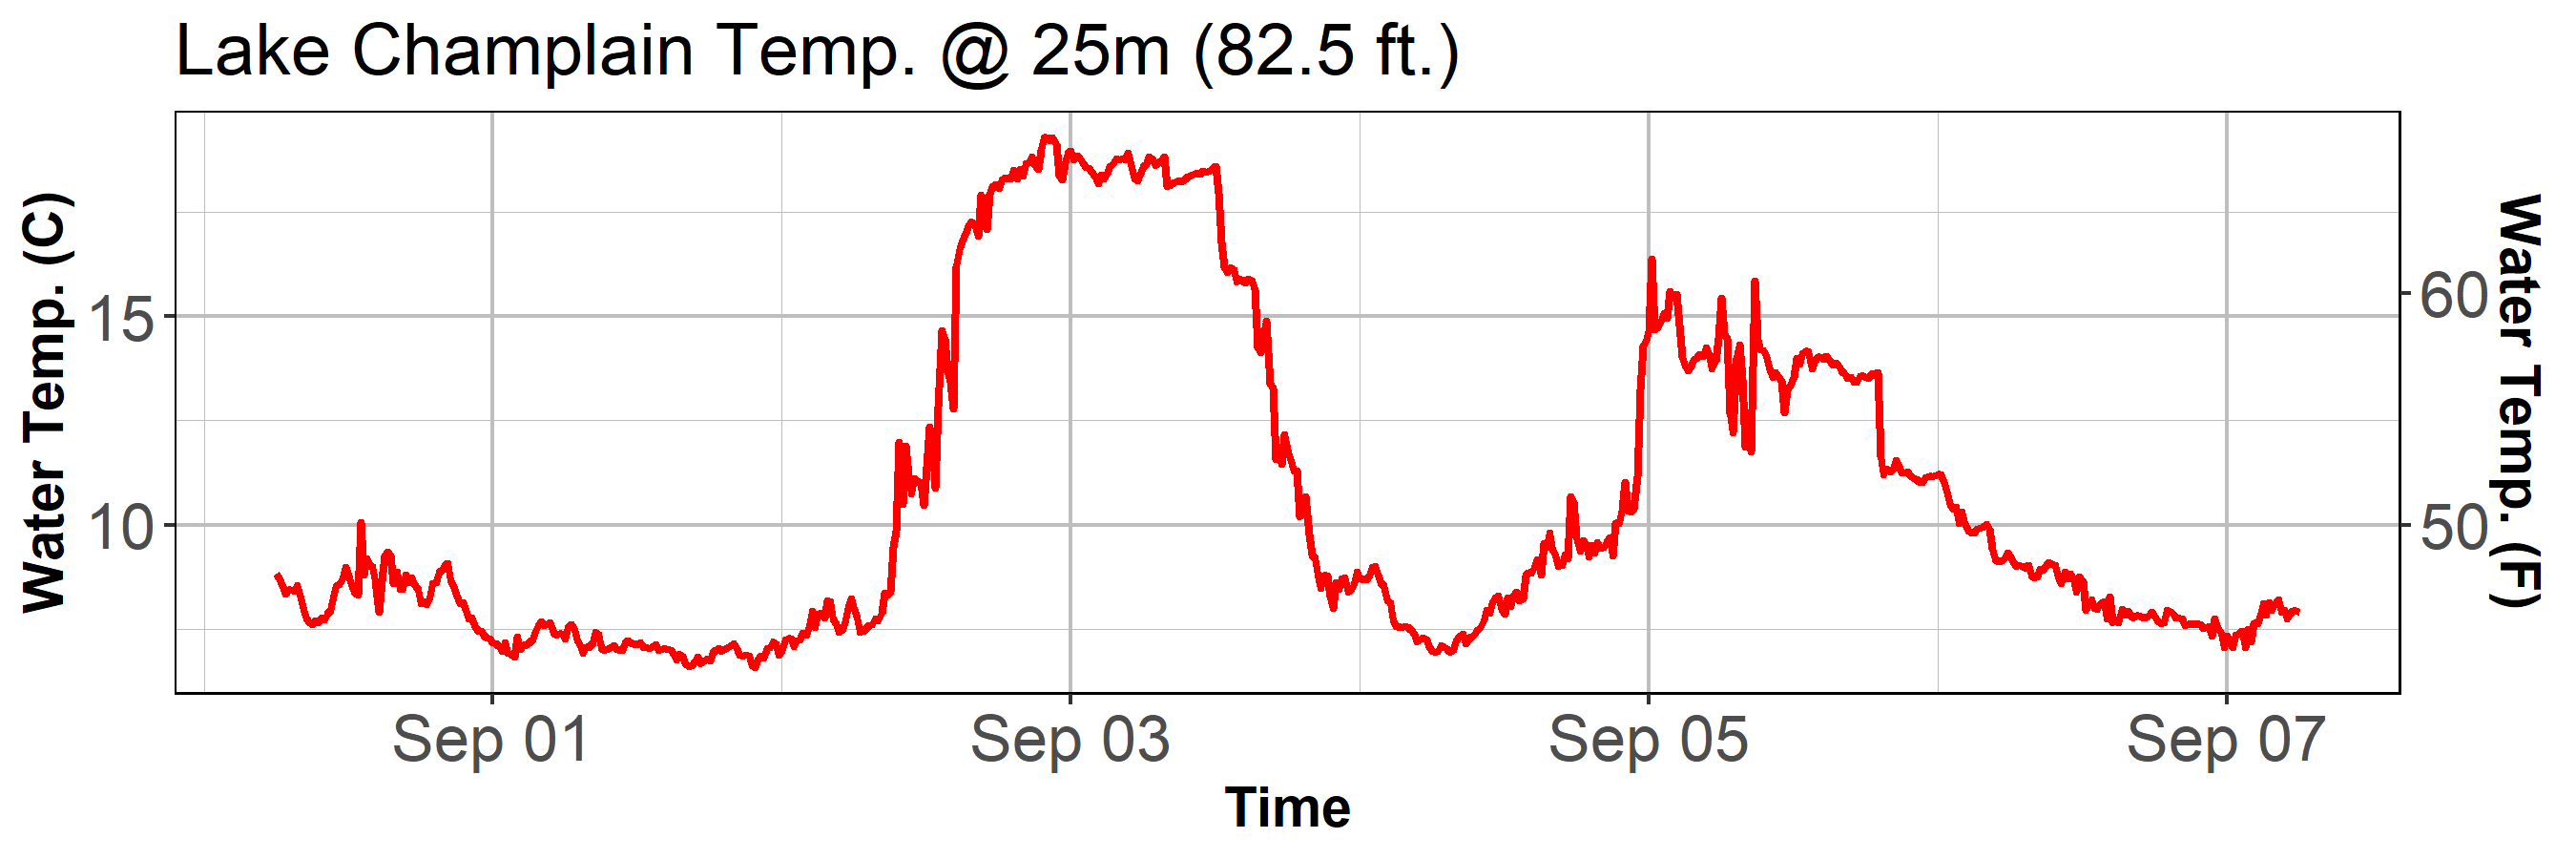 Lake Champlain Temp. @ 25m (82.5 ft.)
Water Temp. (C)
15
10
60
50
Water Temp. (F)
Sep 01
Sep 03
Sep 05
Sep 07
Time